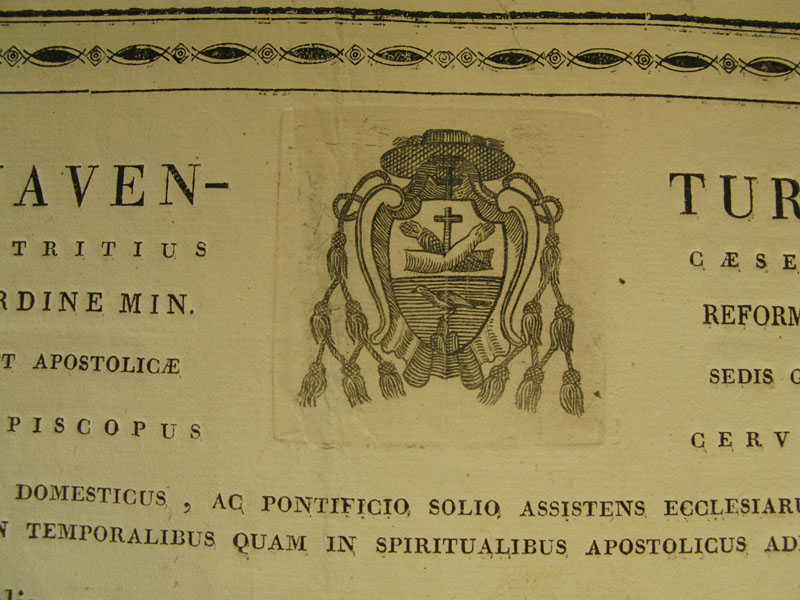 NAVEN- TUR
TRITIUS CÆSE
RDINE MIN. REFORM
T APOSTOLICÆ SEDIS G
PISCOPUS CERV
DOMESTICUS, AC PONTIFICIO SOLIO ASSISTENS ECCLESIARU
N TEMPORALIBUS QUAM IN SPIRITUALIBUS APOSTOLICUS AD